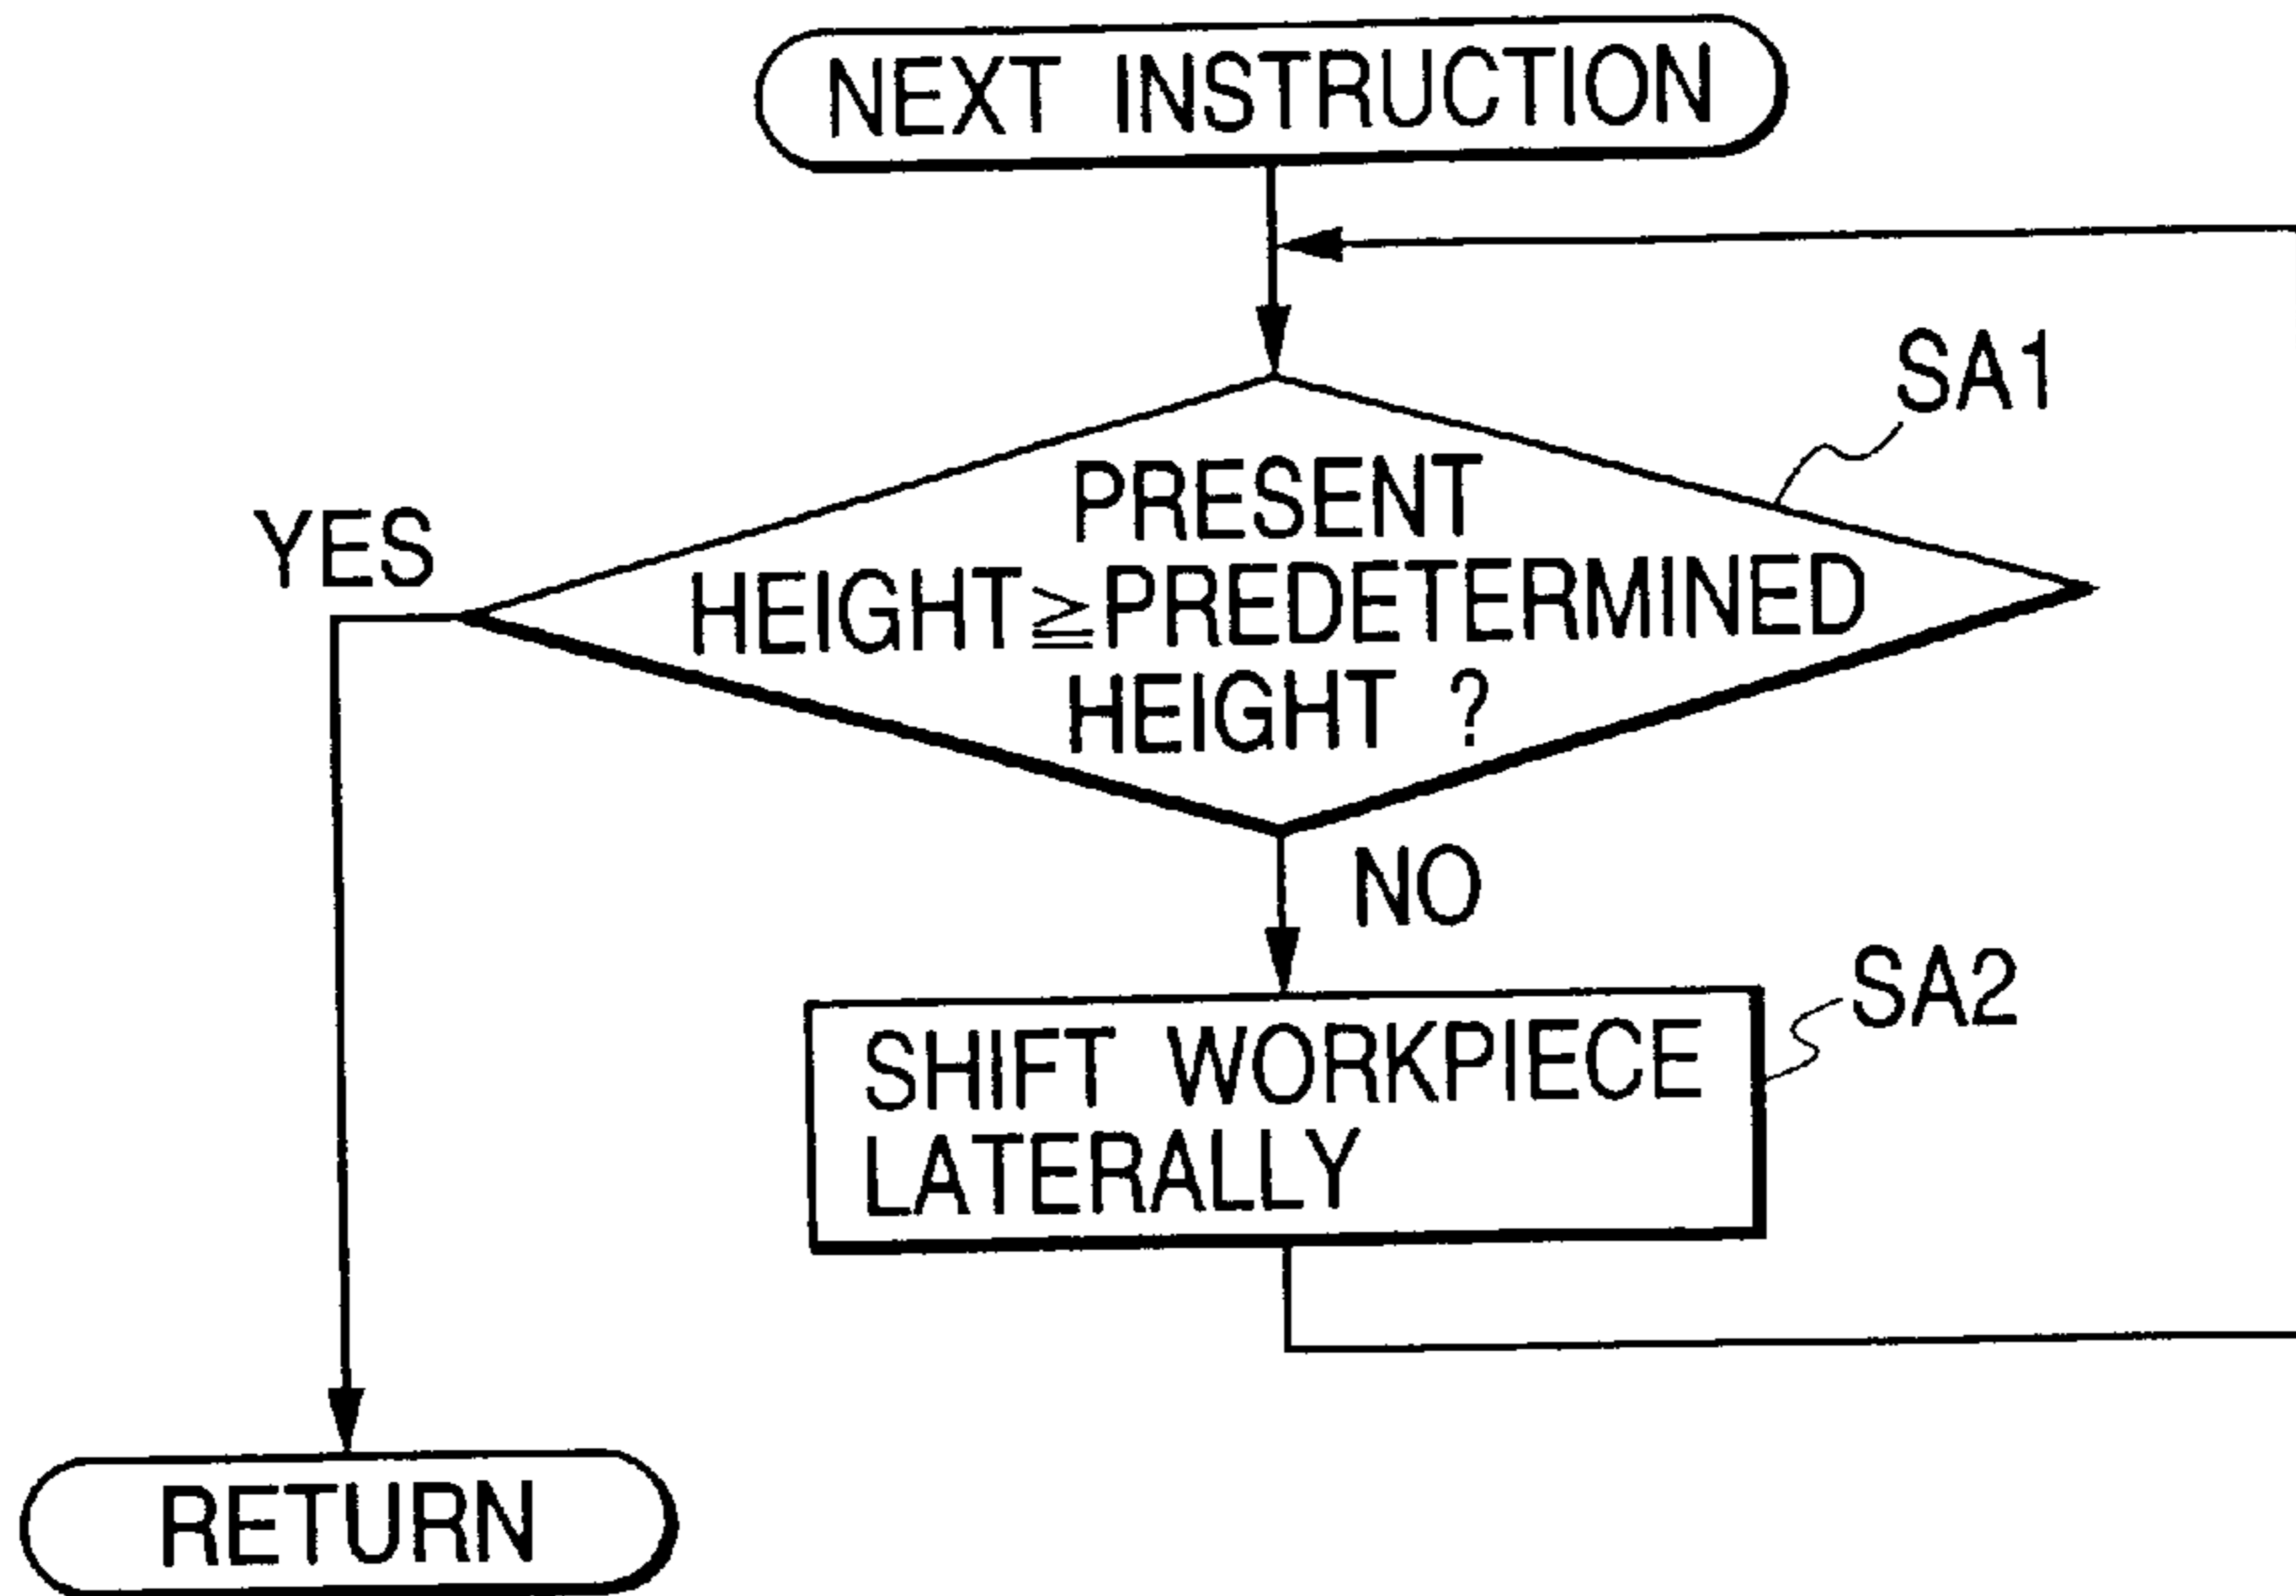 NEXT INSTRUCTION
SA1
YES
PRESENT
HEIGHT≧PREDETERMINED
HEIGHT ?
NO
SA2
SHIFT WORKPIECE
LATERALLY
RETURN